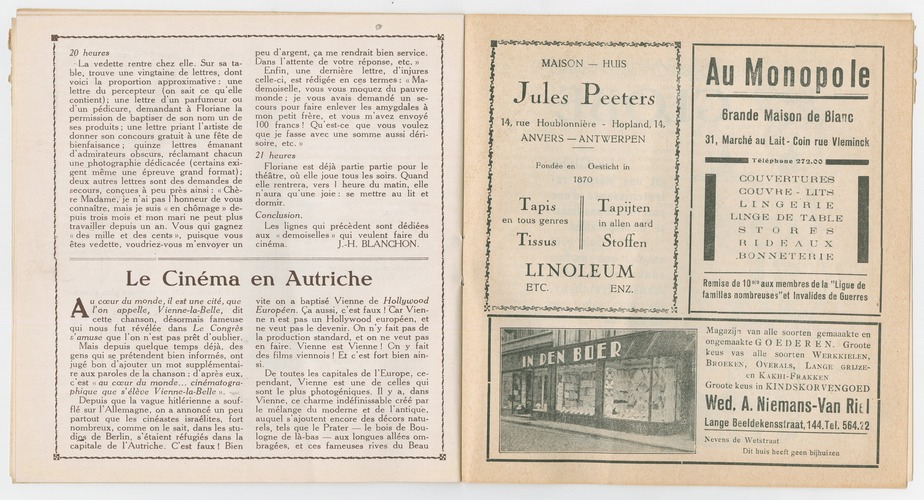 20 heures
La vedette rentre chez elle. Sur sa ta-
ble, trouve une vingtaine de lettres, dont
voici la proportion approximative : une
lettre du percepteur (on sait ce qu'elle
contient); une lettre d'un parfumeur ou
d'un pédicure, demandant à Floriane la
permission de baptiser de son nom un de
ses produits; une lettre priant l'artiste de
donner son concours gratuit à une fête de
bienfaisance; quinze lettres émanant
d'admirateurs obscurs, réclamant chacun
une photographie dédicacée (certains exi-
gent même une épreuve grand format);
deux autres lettres sont des demandes de
secours, conçues à peu près ainsi : « Chè-
re Madame, je n'ai pas l'honneur de vous
connaître, mais je suis « en chômage » de-
puis trois mois et mon mari ne peut plus
travailler depuis un an. Vous qui gagnez
« des mille et des cents », puisque vous
êtes vedette, voudriez-vous m'envoyer un
peu d'argent, ça me rendrait bien service.
Dans l'attente de votre réponse, etc. »
Enfin, une dernière lettre, d'injures
celle-ci, est rédigée en ces termes : « Ma-
demoiselle, vous vous moquez du pauvre
monde; je vous avais demandé un se-
cours pour faire enlever les amygdales à
mon petit frère, et vous m'avez envoyé
100 francs ! Qu'est-ce que vous voulez
que je fasse avec une somme aussi déri-
soire, etc. »
21 heures
Floriane est déjà partie partie pour le
théâtre, où elle joue tous les soirs. Quand
elle rentrera, vers 1 heure du matin, elle
n'aura qu'une joie : se mettre au lit et
dormir.
Conclusion.
Les lignes qui précèdent sont dédiées
aux « demoiselles » qui veulent faire du
cinéma.
J.-H. BLANCHON.
Le Cinéma en Autriche
Au cœur du monde, il est une cité, que
l'on appelle, Vienne-la-Belle, dit
cette chanson, désormais fameuse
qui nous fut révélée dans Le Congrès
s'amuse que l'on n'est pas prêt d'oublier.
Mais depuis quelque temps déjà, des
gens qui se prétendent bien informés, ont
jugé bon d'ajouter un mot supplémentai-
re aux paroles de la chanson ; d'après eux,
c'est « au cœur du monde... cinématogra-
phique que s'élève Vienne-la-Belle ».
Depuis que la vague hitlérienne a souf-
flé sur l'Allemagne, on a annoncé un peu
partout que les cinéastes israélites, fort
nombreux, comme on le sait, dans les stu-
dios de Berlin, s'étaient réfugiés dans la
capitale de l'Autriche. C'est faux ! Bien
vite on a baptisé Vienne de Hollywood
Européen. Ça aussi, c'est faux ! Car Vien-
ne n'est pas un Hollywood européen, et
ne veut pas le devenir. On n'y fait pas de
la production standard, et on ne veut pas
en faire. Vienne est Vienne ! On y fait
des films viennois ! Et c'est fort bien ain-
si.
De toutes les capitales de l'Europe, ce-
pendant, Vienne est une de celles qui
sont le plus photogéniques. Il y a, dans
Vienne, ce charme indéfinissable créé par
le mélange du moderne et de l'antique,
auquel s'ajoutent encore des décors natu-
rels, tels que le Prater — le bois de Bou-
logne de là-bas — aux longues allées om-
bragées, et ces fameuses rives du Beau
MAISON — HUIS
Jules Peeters
14, rue Houblonnière - Hopland, 14,
ANVERS — ANTWERPEN
Fondée en Gesticht in
1870
Tapis
en tous genres
Tissus
Tapijten
in allen aard
Stoffen
LINOLEUM
ETC. ENZ.
Au Monopole
Grande Maison de Blanc
31, Marché au Lait - Coin rue Vleminck
Téléphone 272.00
COUVERTURES
COUVRE - LITS
LINGERIE
LINGE DE TABLE
STORES
RIDEAUX
BONNETERIE
Remise de 10 % aux membres de la "Ligue de
familles nombreuses" et Invalides de Guerres
IN DEN BOER
Magazijn van alle soorten gemaakte en
ongemaakte GOEDEREN. Groote
keus van alle soorten WERKKIELEN,
BROEKEN, OVERALS, LANGE GRIJZE-
en KAKHI-FRAKKEN
Groote keus in KINDSKORVENGOED
Wed. A. Niemans-Van Riel
Lange Beeldekensstraat, 144. Tel. 564.22
Nevens de Wetstraat
Dit huis heeft geen bijhuizen